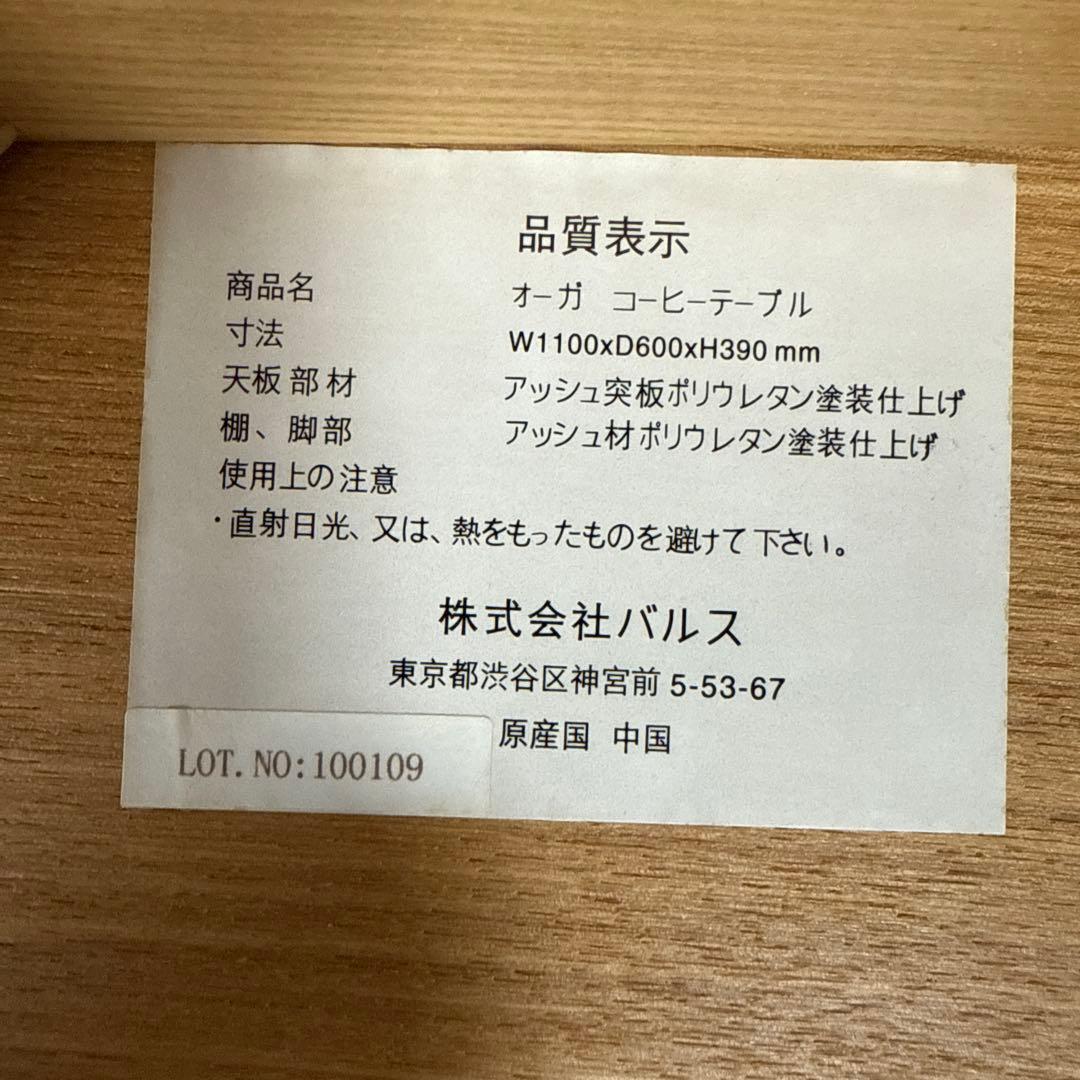 品質表示
商品名 オーガ コーヒーテーブル
寸法 W1100xD600xH390 mm
天板部材 アッシュ突板ポリウレタン塗装仕上げ
棚、脚部 アッシュ材ポリウレタン塗装仕上げ
使用上の注意
・直射日光、又は、熱をもったものを避けて下さい。
株式会社バルス
東京都渋谷区神宮前 5-53-67
原産国 中国
LOT. NO:100109